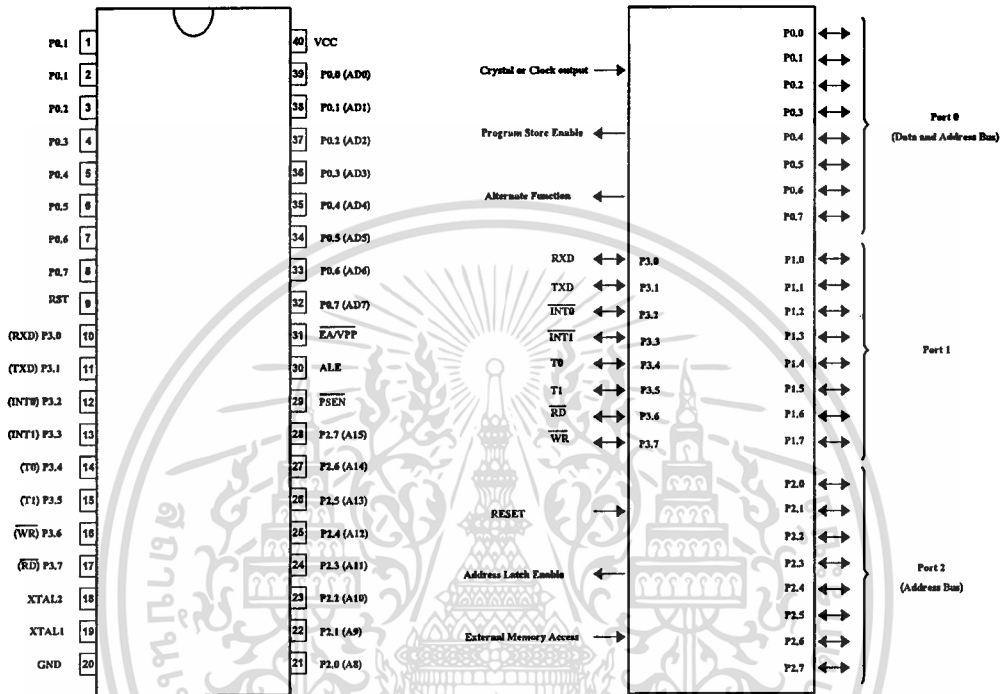 P0.1 1
P0.1 2
P0.2 3
P0.3 4
P0.4 5
P0.5 6
P0.6 7
P0.7 8
RST 9
(RXD) P3.0 10
(TXD) P3.1 11
(INT0) P3.2 12
(INT1) P3.3 13
(T0) P3.4 14
(T1) P3.5 15
(WR) P3.6 16
(RD) P3.7 17
XTAL2 18
XTAL1 19
GND 20
40 VCC
39 P0.0 (AD0)
38 P0.1 (AD1)
37 P0.2 (AD2)
36 P0.3 (AD3)
35 P0.4 (AD4)
34 P0.5 (AD5)
33 P0.6 (AD6)
32 P0.7 (AD7)
31 EA/VPP
30 ALE
29 PSEN
28 P2.7 (A15)
27 P2.6 (A14)
26 P2.5 (A13)
25 P2.4 (A12)
24 P2.3 (A11)
23 P2.2 (A10)
22 P2.1 (A9)
21 P2.0 (A8)
Crystal or Clock output
Program Store Enable
Alternate Function
RXD P3.0
TXD P3.1
INT0 P3.2
INT1 P3.3
T0 P3.4
T1 P3.5
RD P3.6
WR P3.7
RESET
Address Latch Enable
External Memory Access
P0.0
P0.1
P0.2
P0.3
P0.4
P0.5
P0.6
P0.7
Port 0
(Data and Address Bus)
P1.0
P1.1
P1.2
P1.3
P1.4
P1.5
P1.6
P1.7
Port 1
P2.0
P2.1
P2.2
P2.3
P2.4
P2.5
P2.6
P2.7
Port 2
(Address Bus)